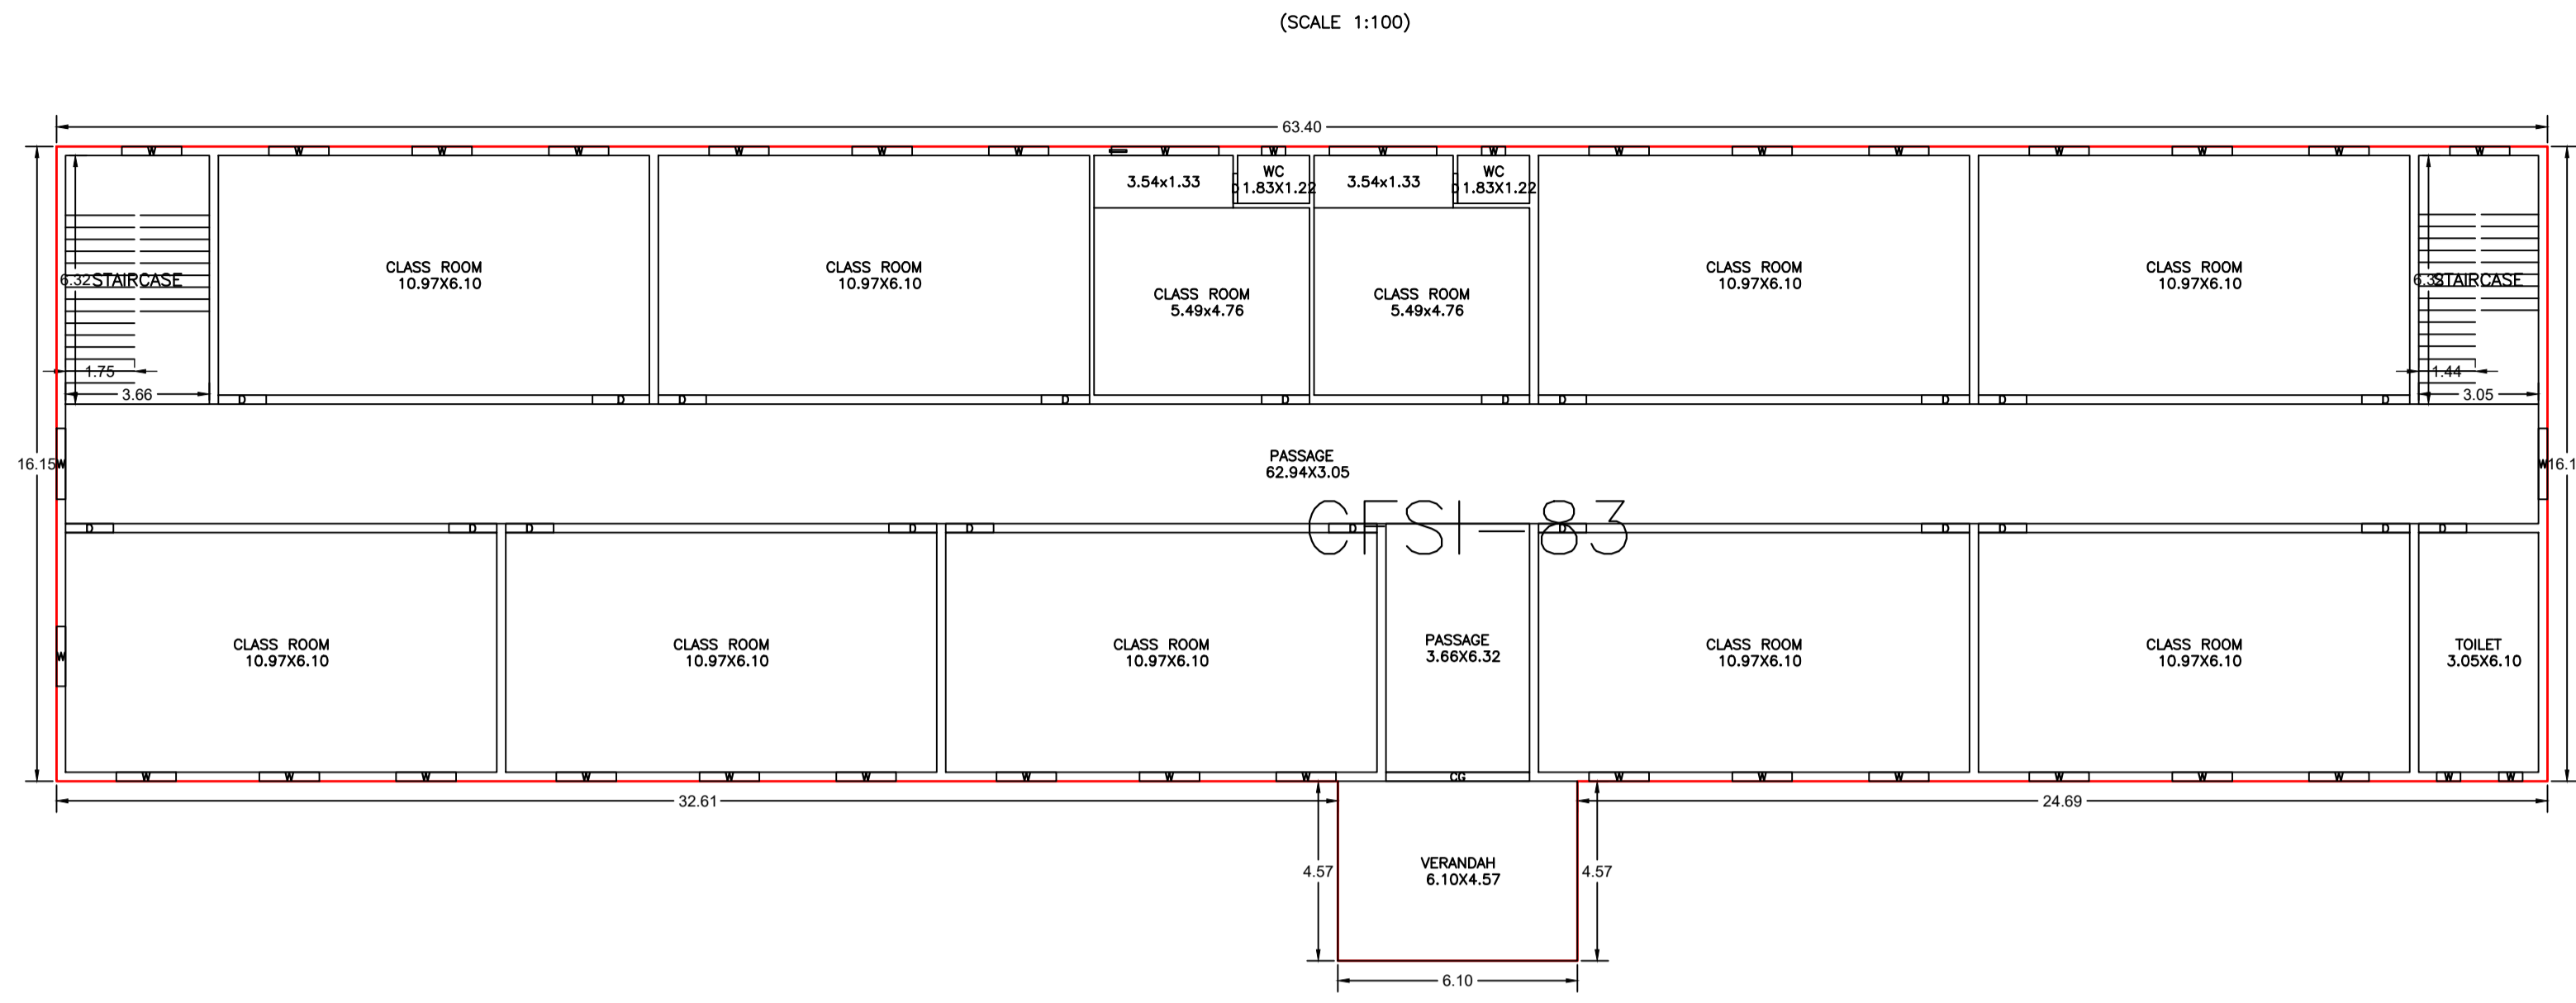 (SCALE 1:100)
63.40
W W W W W W W W W W W W W W W W W W
3.54x1.33
WC
D 1.83X1.22
3.54x1.33
WC
D 1.83X1.22
6.32 STAIRCASE
CLASS ROOM
10.97X6.10
CLASS ROOM
10.97X6.10
CLASS ROOM
5.49x4.76
CLASS ROOM
5.49x4.76
CLASS ROOM
10.97X6.10
CLASS ROOM
10.97X6.10
STAIRCASE
1.75
1.44
3.66
3.05
D D D D D D D D D D
16.15
W
PASSAGE
62.94X3.05
W
16.1
CFSI-83
D D D D D D D D D D D
W
CLASS ROOM
10.97X6.10
CLASS ROOM
10.97X6.10
CLASS ROOM
10.97X6.10
PASSAGE
3.66X6.32
CLASS ROOM
10.97X6.10
CLASS ROOM
10.97X6.10
TOILET
3.05X6.10
W W W W W W W W W CG W W W W W W W W
32.61
24.69
4.57
VERANDAH
6.10X4.57
4.57
6.10